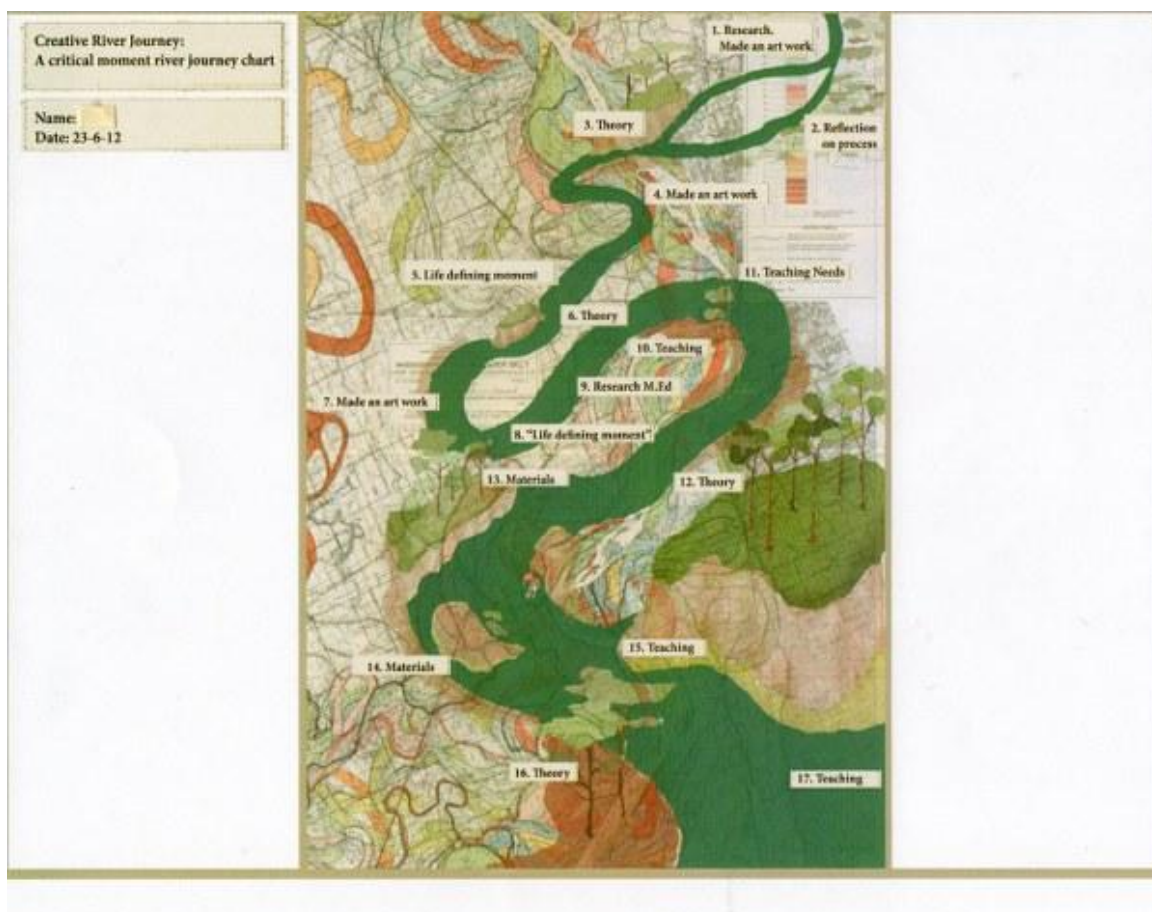 Creative River Journey:
A critical moment river journey chart
Name:
Date: 23-6-12
1. Research.
Made an art work
2. Reflection
on process
3. Theory
4. Made an art work
5. Life defining moment
6. Theory
7. Made an art work
8. "Life defining moment"
9. Research M.Ed
10. Teaching
11. Teaching Needs
12. Theory
13. Materials
14. Materials
15. Teaching
16. Theory
17. Teaching